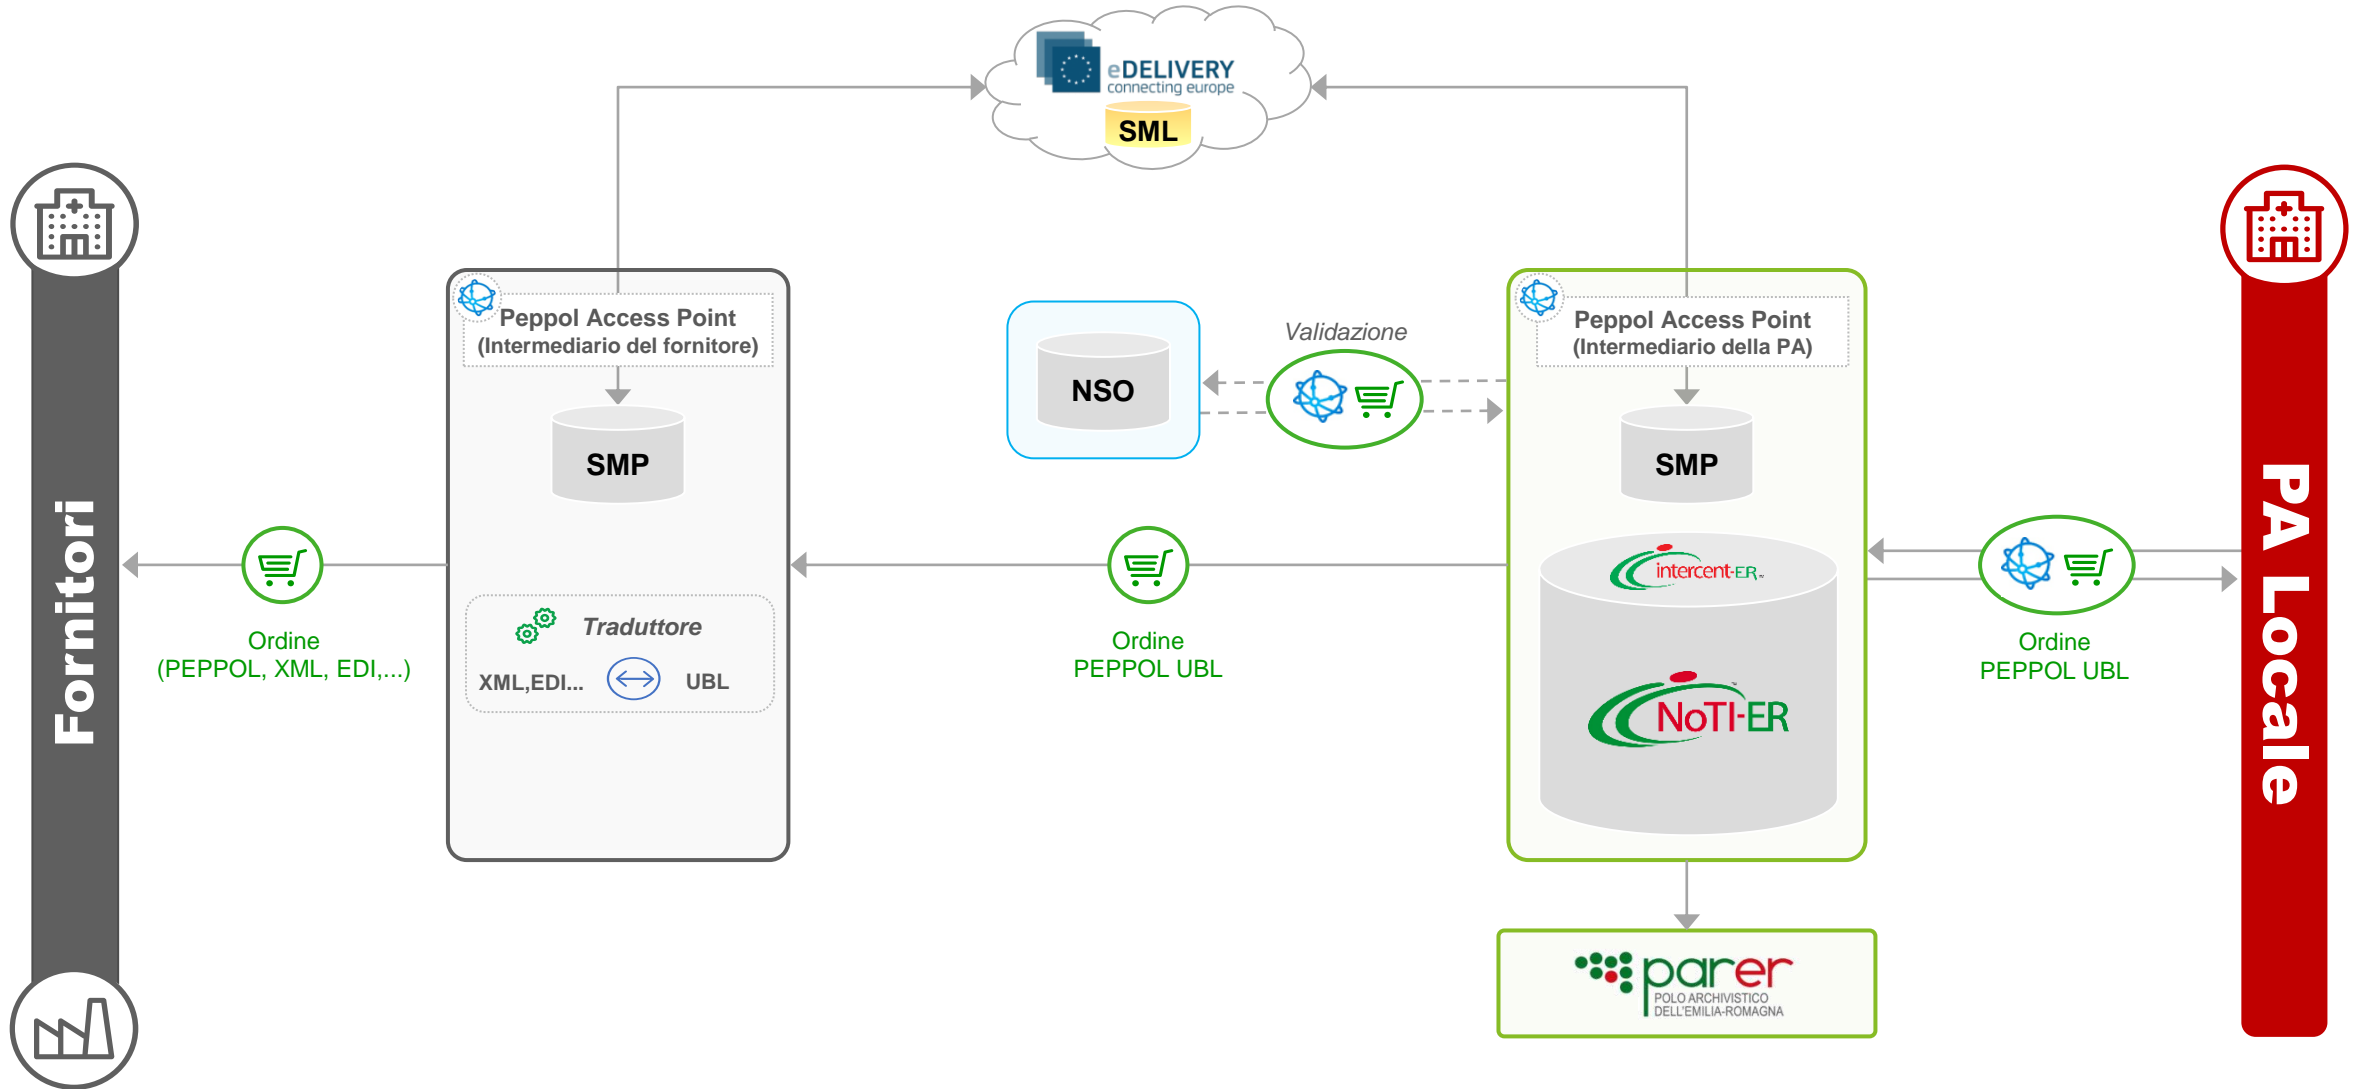 eDELIVERY
connecting europe
SML
Fornitori
Peppol Access Point
(Intermediario del fornitore)
SMP
Traduttore
XML,EDI...
UBL
Ordine
(PEPPOL, XML, EDI,...)
NSO
Validazione
Ordine
PEPPOL UBL
Peppol Access Point
(Intermediario della PA)
SMP
intercent-ER
NoTI-ER
parer
POLO ARCHIVISTICO
DELL'EMILIA-ROMAGNA
Ordine
PEPPOL UBL
PA Locale